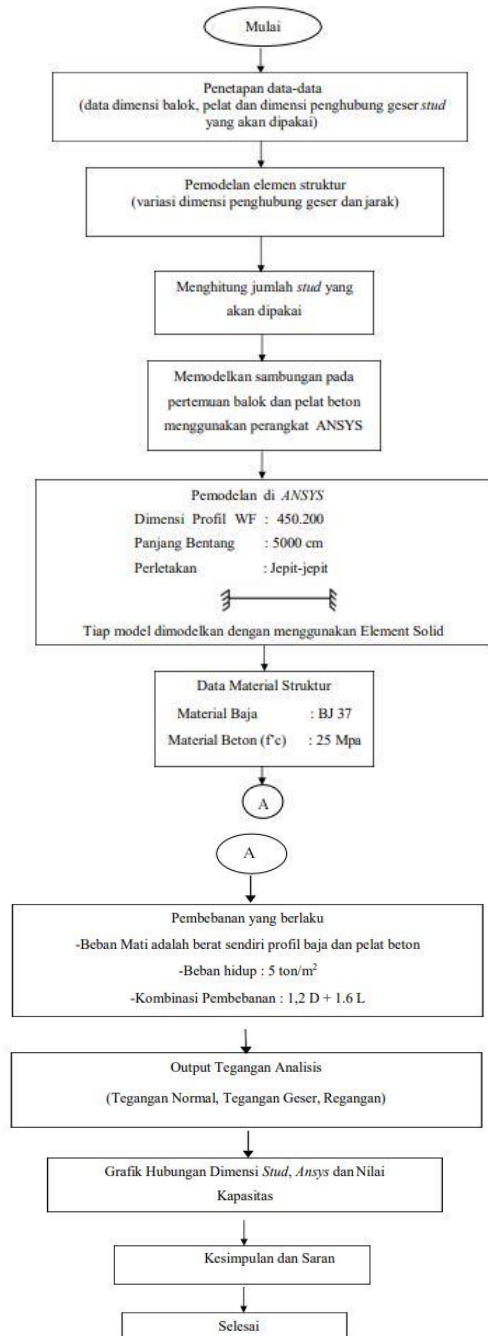 Mulai
Penetapan data-data
(data dimensi balok, pelat dan dimensi penghubung geser stud
yang akan dipakai)
Pemodelan elemen struktur
(variasi dimensi penghubung geser dan jarak)
Menghitung jumlah stud yang
akan dipakai
Memodelkan sambungan pada
pertemuan balok dan pelat beton
menggunakan perangkat ANSYS
Pemodelan di ANSYS
Dimensi Profil WF : 450.200
Panjang Bentang : 5000 cm
Perletakan : Jepit-jepit
Tiap model dimodelkan dengan menggunakan Element Solid
Data Material Struktur
Material Baja : BJ 37
Material Beton (f'c) : 25 Mpa
A
A
Pembebanan yang berlaku
-Beban Mati adalah berat sendiri profil baja dan pelat beton
-Beban hidup : 5 ton/m²
-Kombinasi Pembebanan : 1,2 D + 1.6 L
Output Tegangan Analisis
(Tegangan Normal, Tegangan Geser, Regangan)
Grafik Hubungan Dimensi Stud, Ansys dan Nilai
Kapasitas
Kesimpulan dan Saran
Selesai